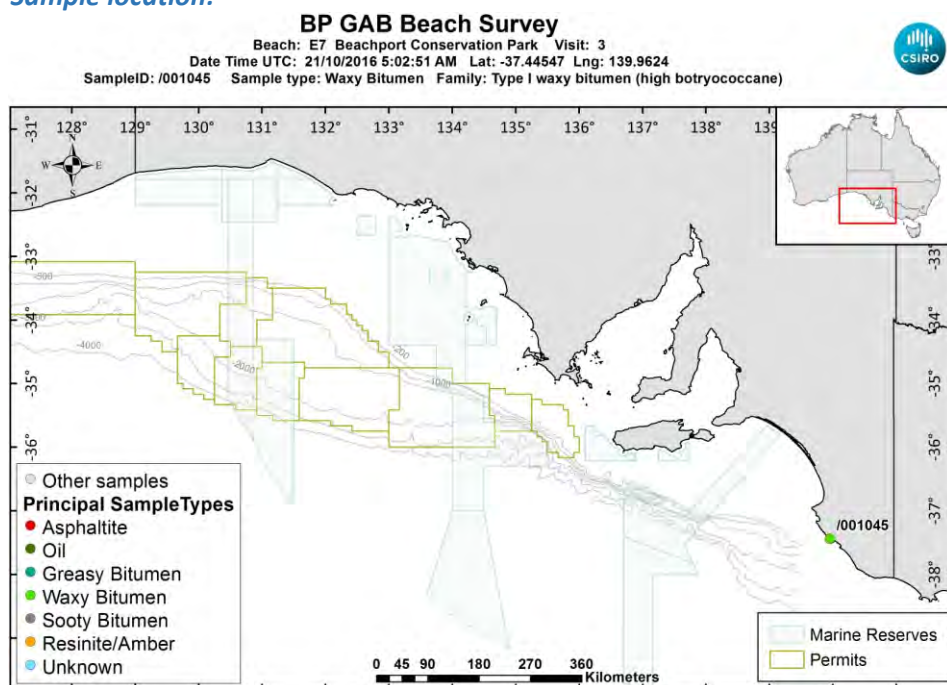 Sample location:
BP GAB Beach Survey
Beach: E7 Beachport Conservation Park Visit: 3
Date Time UTC: 21/10/2016 5:02:51 AM Lat: -37.44547 Lng: 139.9624
SampleID: /001045 Sample type: Waxy Bitumen Family: Type I waxy bitumen (high botryococcane)
CSIRO
128° 129° 130° 131° 132° 133° 134° 135° 136° 137° 138° 139
-31°
N
W E
S
-32°
-33°
-34° -34°
-35° -35°
-36° -36°
-37°
-38°
-4000
-2000
-200
-1000
/001045
Other samples
Principal SampleTypes
Asphaltite
Oil
Greasy Bitumen
Waxy Bitumen
Sooty Bitumen
Resinite/Amber
Unknown
0 45 90 180 270 360
Kilometers
Marine Reserves
Permits